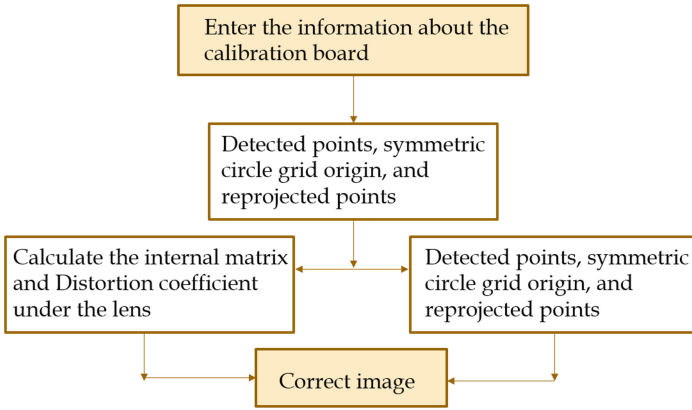 Enter the information about the
calibration board
Detected points, symmetric
circle grid origin, and
reprojected points
Calculate the internal matrix
and Distortion coefficient
under the lens
Detected points, symmetric
circle grid origin, and
reprojected points
Correct image